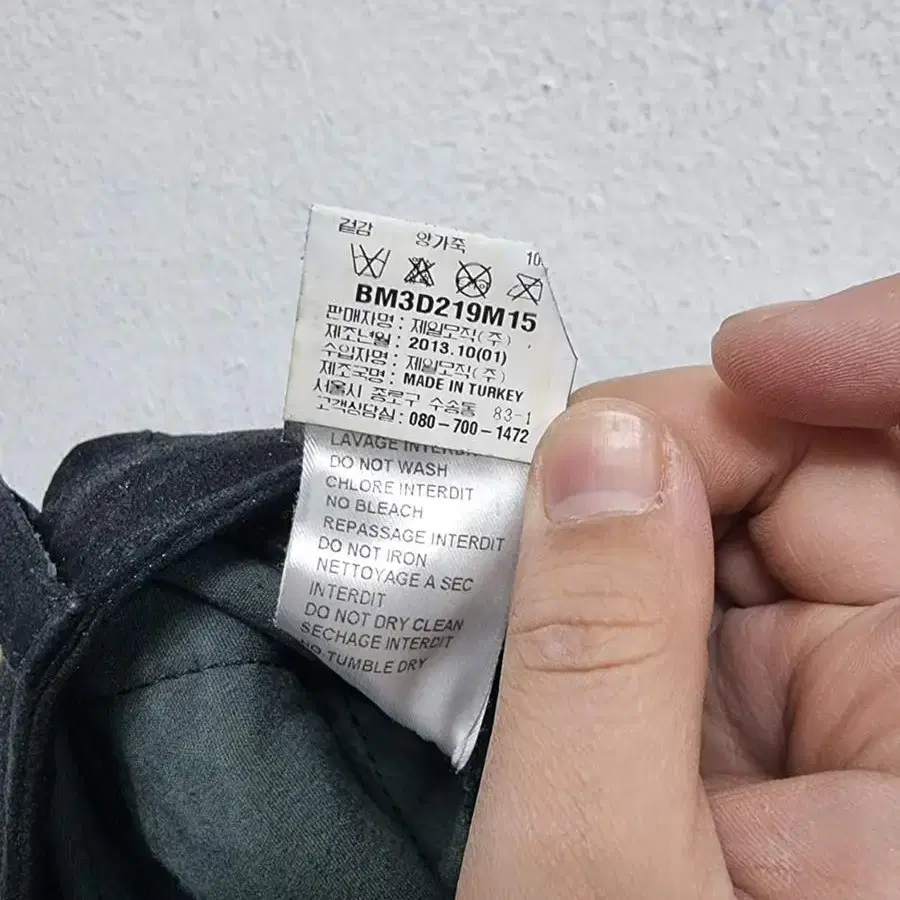 겉감 양가죽 10
BM3D219M15
판매자명 : 제일모직(주)
제조년월 : 2013.10(01)
수입자명 : 제일모직(주)
제조국명 : MADE IN TURKEY
서울시 종로구 수송동 83-1
고객상담실 : 080-700-1472
LAVAGE INTERDIT
DO NOT WASH
CHLORE INTERDIT
NO BLEACH
REPASSAGE INTERDIT
DO NOT IRON
NETTOYAGE A SEC
INTERDIT
DO NOT DRY CLEAN
SECHAGE INTERDIT
NO TUMBLE DRY